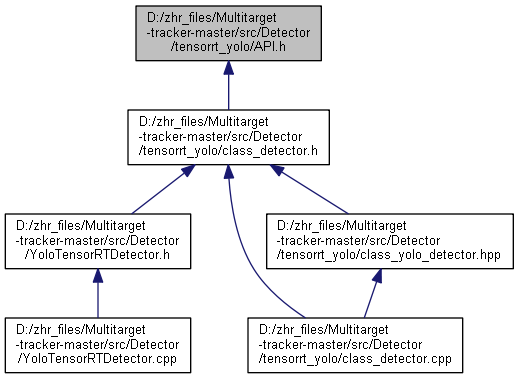 D:/zhr_files/Multitarget
-tracker-master/src/Detector
/tensorrt_yolo/API.h
D:/zhr_files/Multitarget
-tracker-master/src/Detector
/tensorrt_yolo/class_detector.h
D:/zhr_files/Multitarget
-tracker-master/src/Detector
/YoloTensorRTDetector.h
D:/zhr_files/Multitarget
-tracker-master/src/Detector
/tensorrt_yolo/class_yolo_detector.hpp
D:/zhr_files/Multitarget
-tracker-master/src/Detector
/YoloTensorRTDetector.cpp
D:/zhr_files/Multitarget
-tracker-master/src/Detector
/tensorrt_yolo/class_detector.cpp